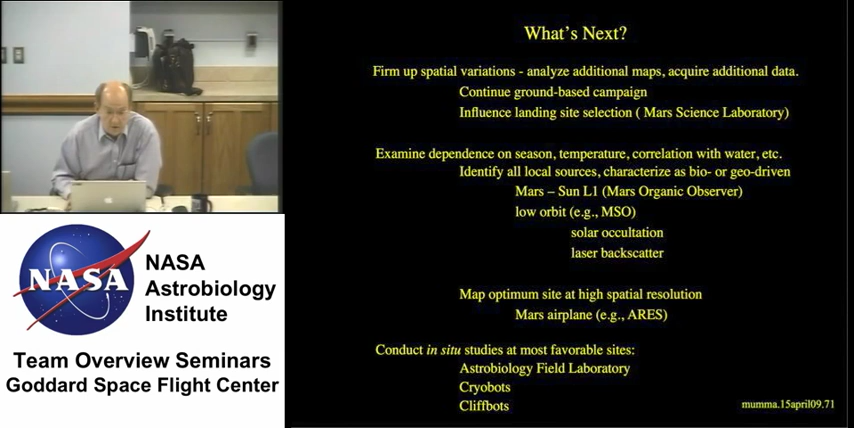 What's Next?
Firm up spatial variations - analyze additional maps, acquire additional data.
Continue ground-based campaign
Influence landing site selection ( Mars Science Laboratory)
Examine dependence on season, temperature, correlation with water, etc.
Identify all local sources, characterize as bio- or geo-driven
Mars – Sun L1 (Mars Organic Observer)
low orbit (e.g., MSO)
solar occultation
laser backscatter
Map optimum site at high spatial resolution
Mars airplane (e.g., ARES)
Conduct in situ studies at most favorable sites:
Astrobiology Field Laboratory
Cryobots
Cliffbots
mumma.15april09.71
NASA
NASA
Astrobiology
Institute
Team Overview Seminars
Goddard Space Flight Center